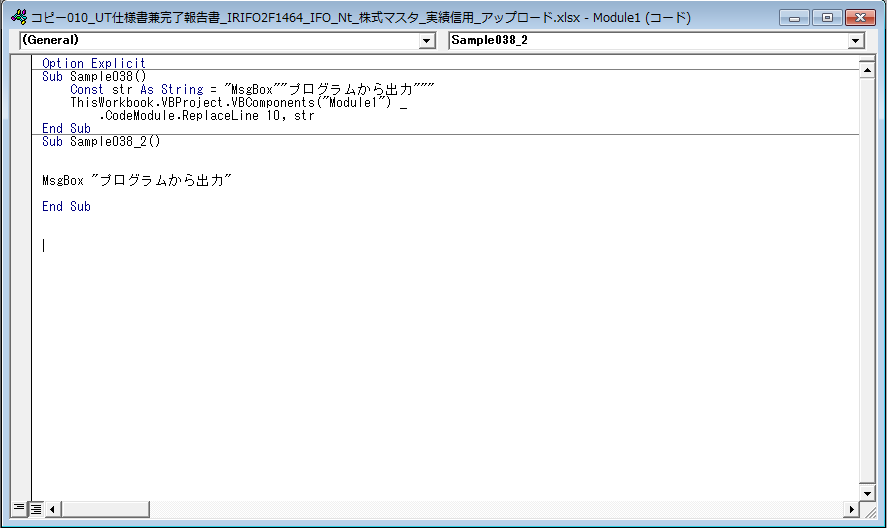 コピー010_UT仕様書兼完了報告書_IRIFO2F1464_IFO_Nt_株式マスタ_実績信用_アップロード.xlsx - Module1 (コード)
(General)
Sample038_2
Option Explicit
Sub Sample038()
    Const str As String = "MsgBox""プログラムから出力"""
    ThisWorkbook.VBProject.VBComponents("Module1") _
        .CodeModule.ReplaceLine 10, str
End Sub
Sub Sample038_2()
MsgBox "プログラムから出力"
End Sub